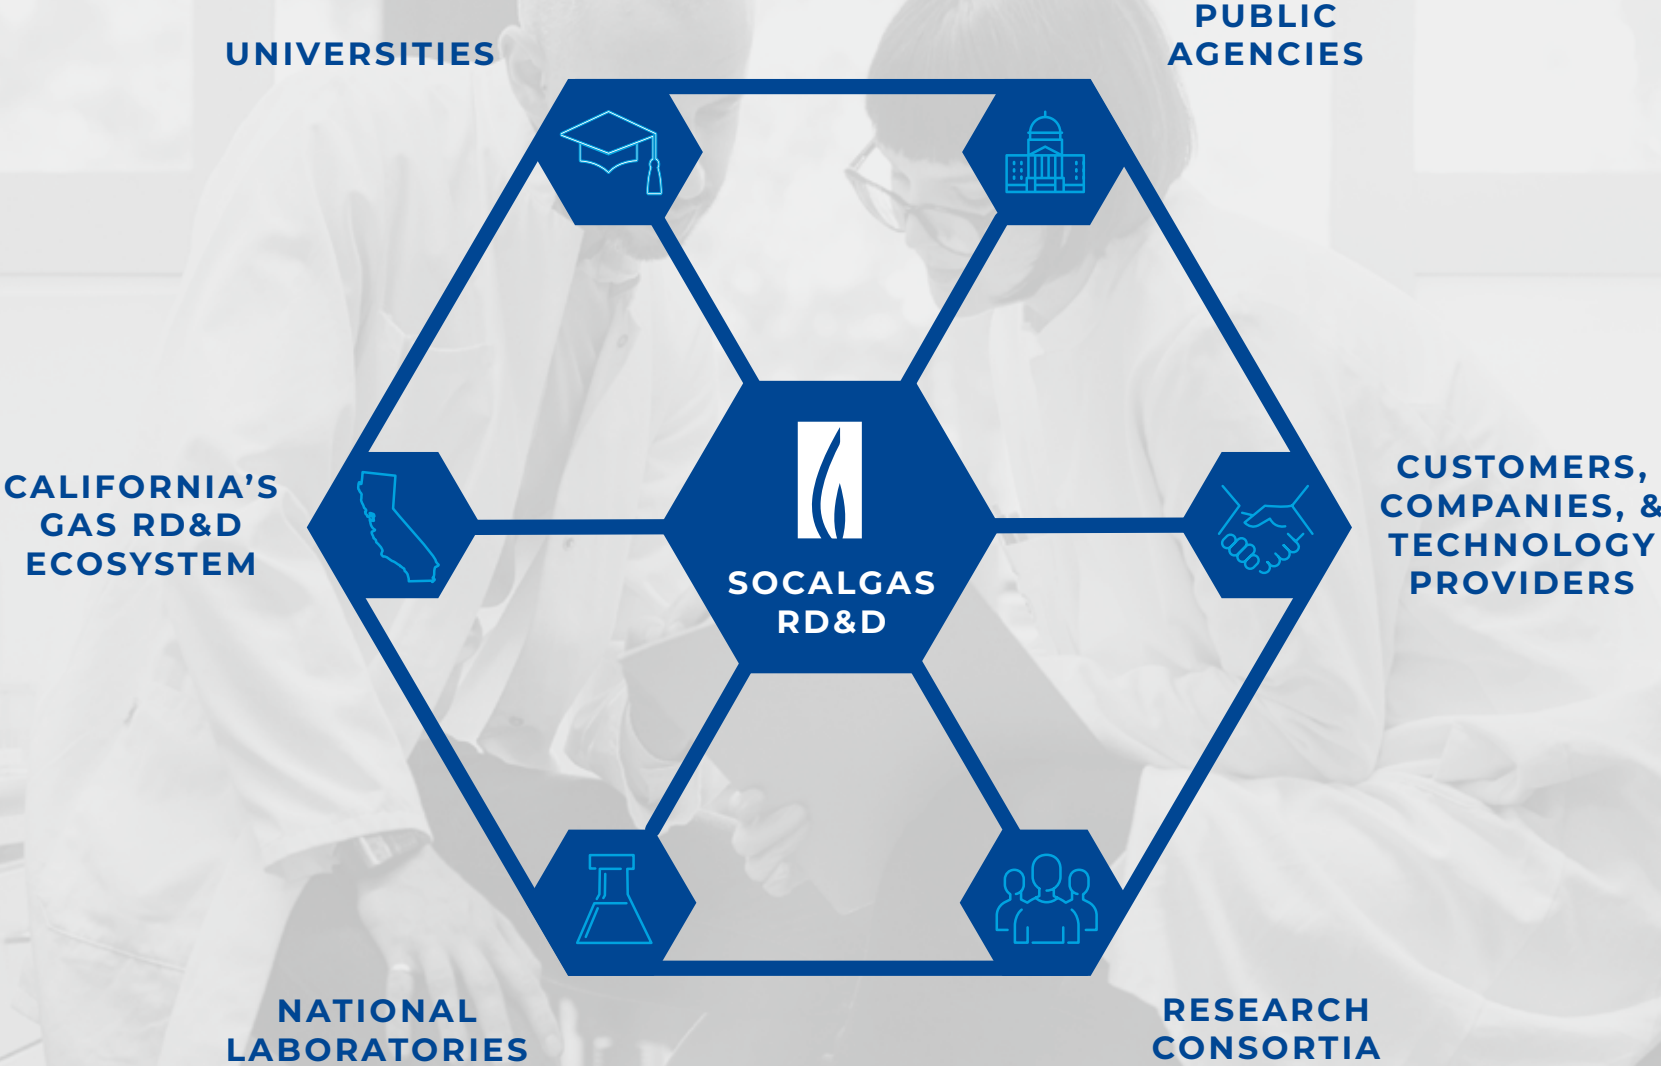 UNIVERSITIES
PUBLIC
AGENCIES
CALIFORNIA’S
GAS RD&D
ECOSYSTEM
SOCALGAS
RD&D
CUSTOMERS,
COMPANIES, &
TECHNOLOGY
PROVIDERS
NATIONAL
LABORATORIES
RESEARCH
CONSORTIA